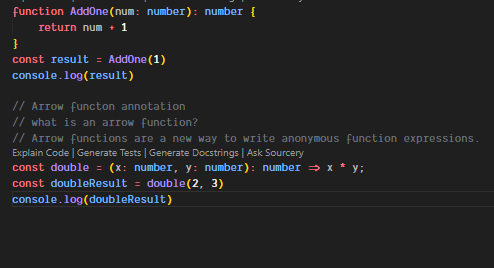 function AddOne(num: number): number {
    return num + 1
}
const result = AddOne(1)
console.log(result)
// Arrow functon annotation
// what is an arrow function?
// Arrow functions are a new way to write anonymous function expressions.
Explain Code | Generate Tests | Generate Docstrings | Ask Sourcery
const double = (x: number, y: number): number => x * y;
const doubleResult = double(2, 3)
console.log(doubleResult)